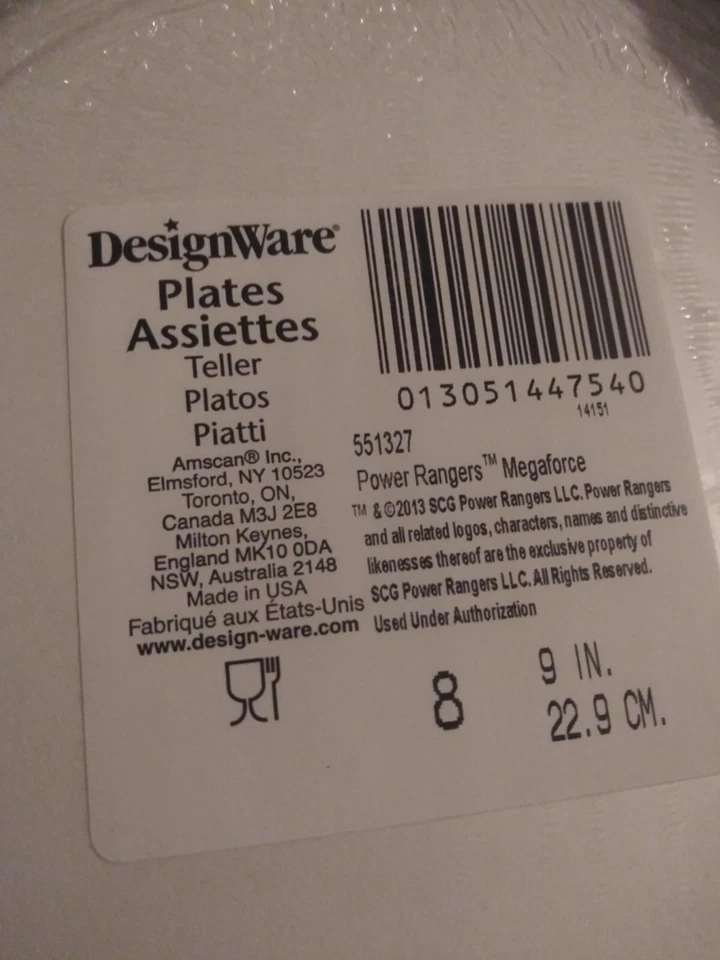 DesignWare®
Plates
Assiettes
Teller
Platos
Piatti
Amscan® Inc.,
Elmsford, NY 10523
Toronto, ON,
Canada M3J 2E8
Milton Keynes,
England MK10 0DA
NSW, Australia 2148
Made in USA
Fabriqué aux États-Unis
www.design-ware.com
013051447540
14151
551327
Power Rangers™ Megaforce
™ & ©2013 SCG Power Rangers LLC. Power Rangers
and all related logos, characters, names and distinctive
likenesses thereof are the exclusive property of
SCG Power Rangers LLC. All Rights Reserved.
Used Under Authorization
8
9 IN.
22.9 CM.